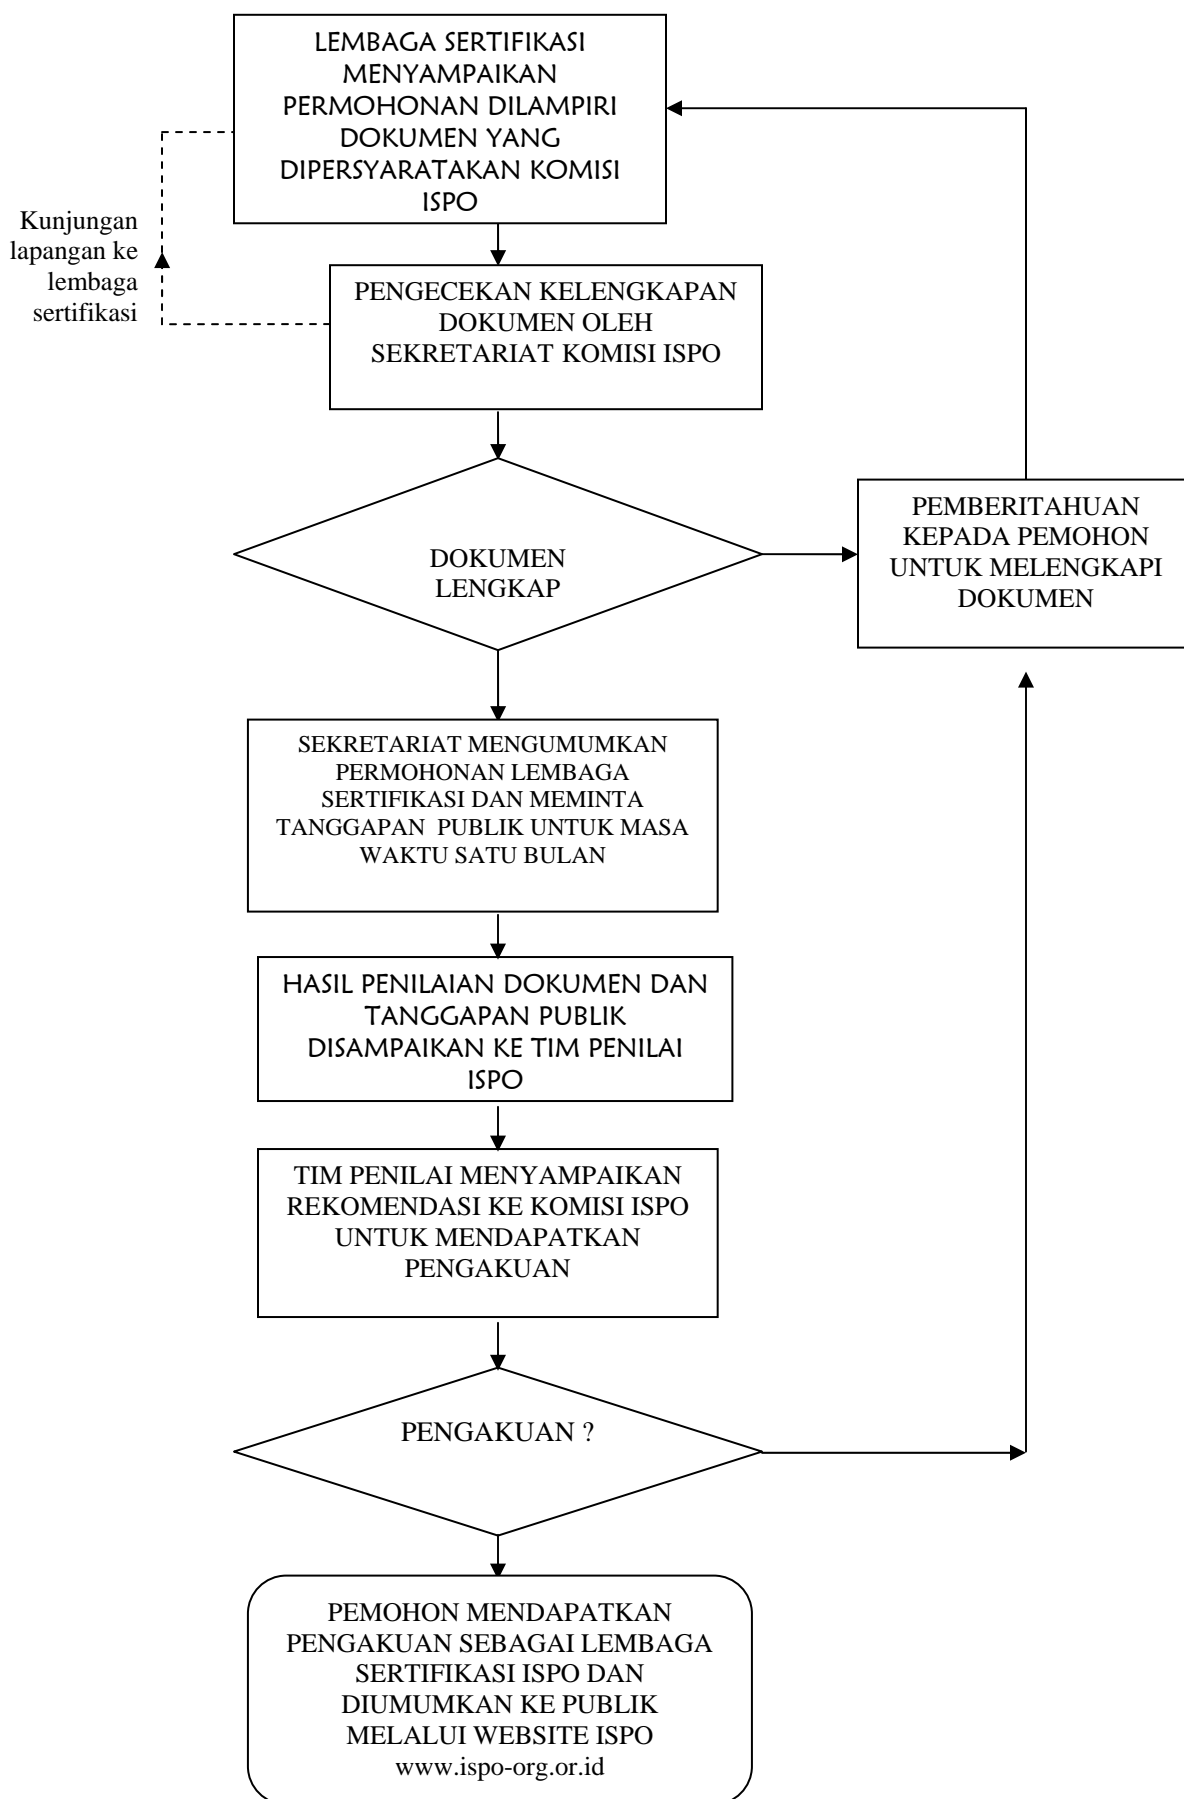 LEMBAGA SERTIFIKASI
MENYAMPAIKAN
PERMOHONAN DILAMPIRI
DOKUMEN YANG
DIPERSYARATAKAN KOMISI
ISPO
Kunjungan
lapangan ke
lembaga
sertifikasi
PENGECEKAN KELENGKAPAN
DOKUMEN OLEH
SEKRETARIAT KOMISI ISPO
DOKUMEN
LENGKAP
PEMBERITAHUAN
KEPADA PEMOHON
UNTUK MELENGKAPI
DOKUMEN
SEKRETARIAT MENGUMUMKAN
PERMOHONAN LEMBAGA
SERTIFIKASI DAN MEMINTA
TANGGAPAN PUBLIK UNTUK MASA
WAKTU SATU BULAN
HASIL PENILAIAN DOKUMEN DAN
TANGGAPAN PUBLIK
DISAMPAIKAN KE TIM PENILAI
ISPO
TIM PENILAI MENYAMPAIKAN
REKOMENDASI KE KOMISI ISPO
UNTUK MENDAPATKAN
PENGAKUAN
PENGAKUAN ?
PEMOHON MENDAPATKAN
PENGAKUAN SEBAGAI LEMBAGA
SERTIFIKASI ISPO DAN
DIUMUMKAN KE PUBLIK
MELALUI WEBSITE ISPO
www.ispo-org.or.id